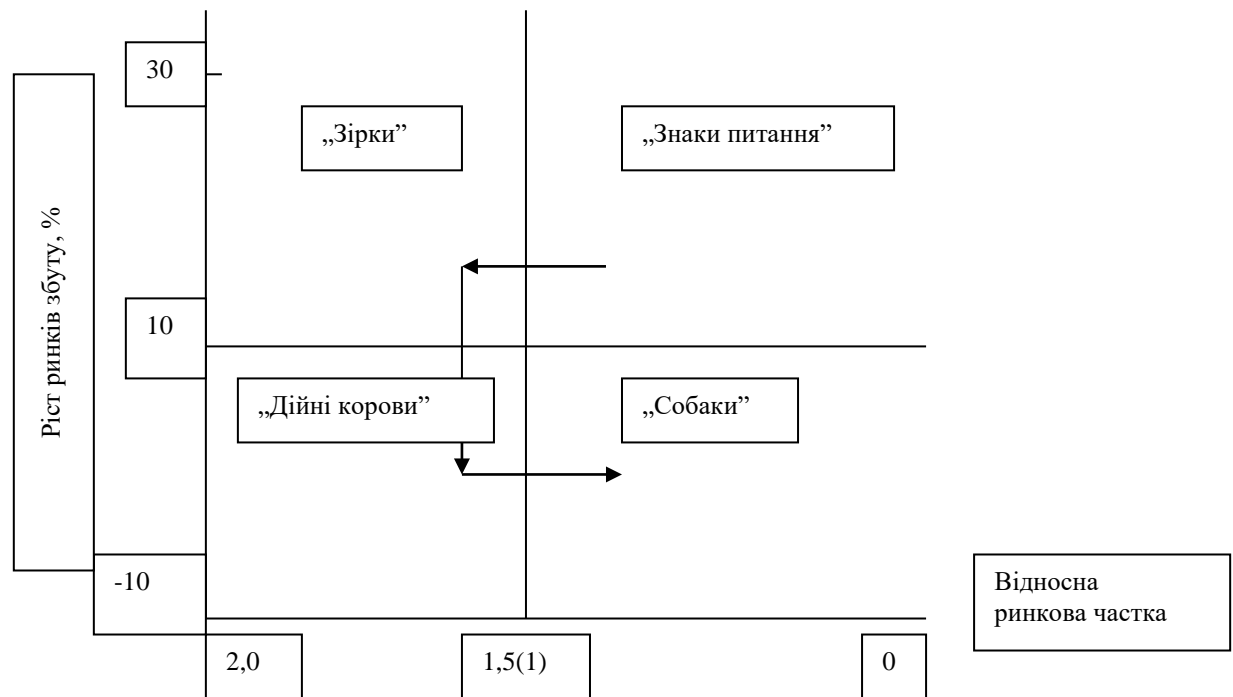 30
„Зірки”
„Знаки питання”
Ріст ринків збуту, %
10
„Дійні корови”
„Собаки”
-10
Відносна
ринкова частка
2,0
1,5(1)
0